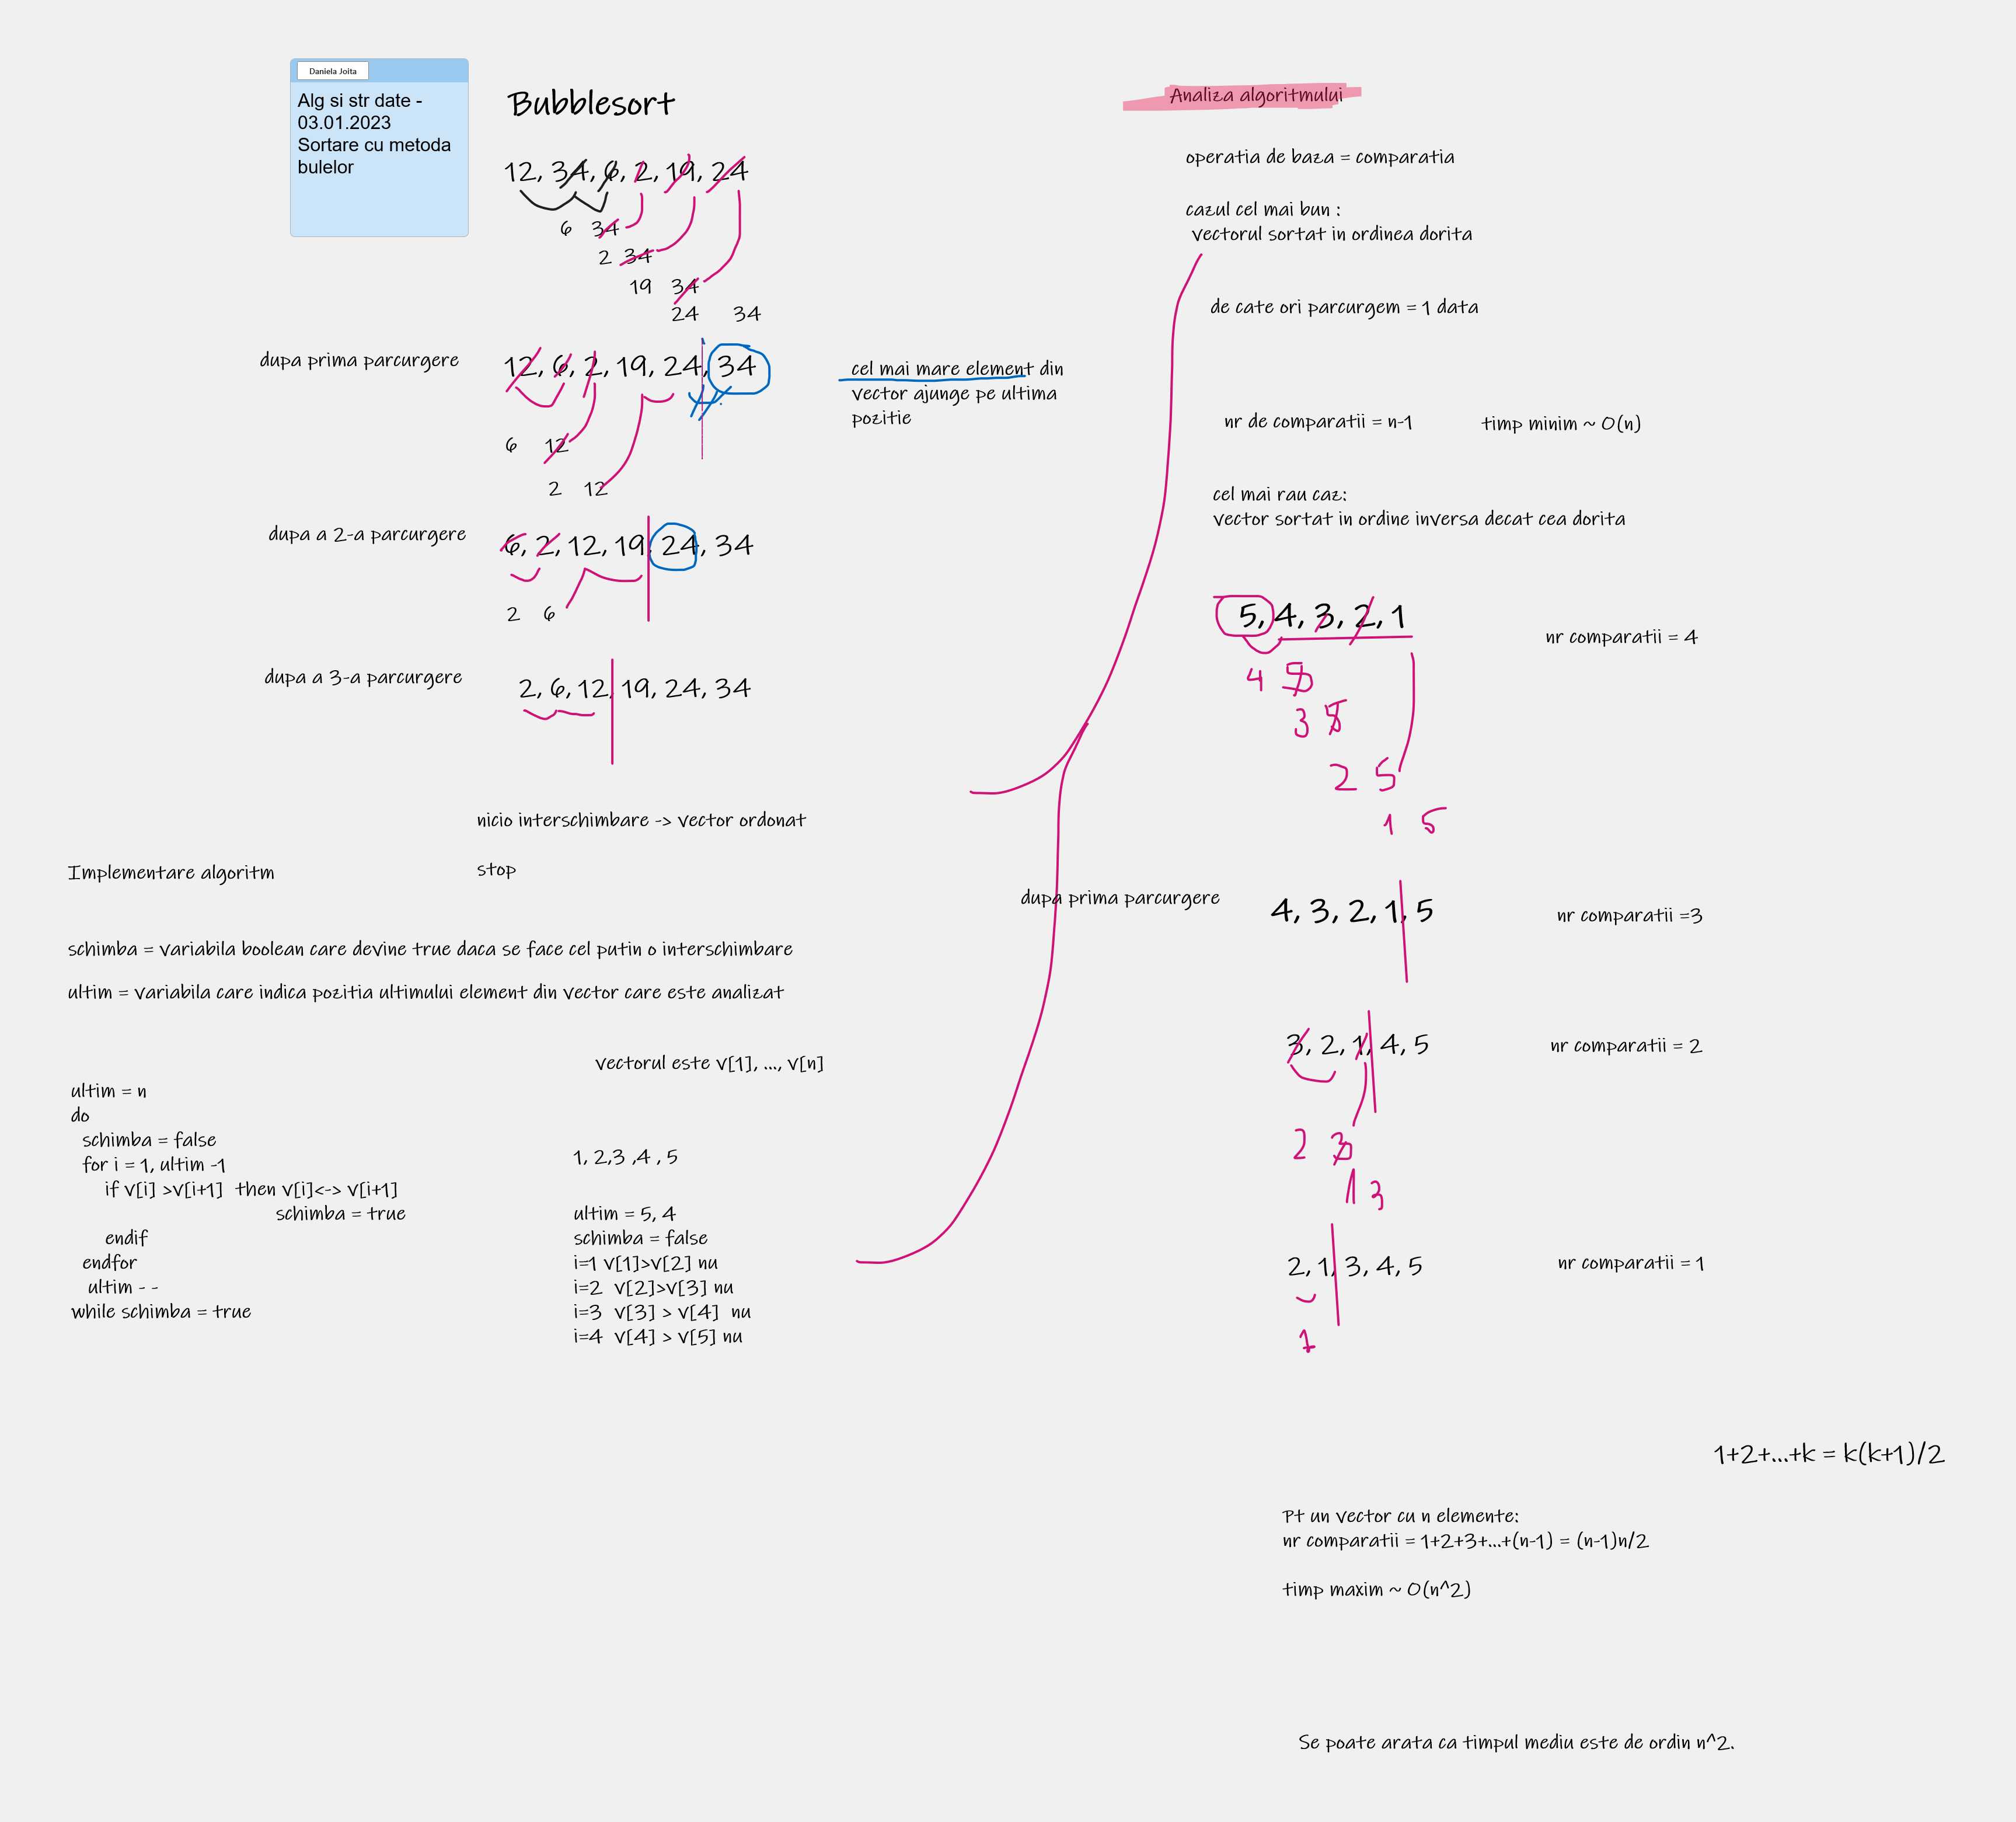 Daniela Joita
Alg si str date -
03.01.2023
Sortare cu metoda
bulelor
Bubblesort
12, 34, 6, 2, 19, 24
6 34
2 34
19 34
24 34
dupa prima parcurgere
12, 6, 2, 19, 24, 34
cel mai mare element din
vector ajunge pe ultima
pozitie
6 12
2 12
dupa a 2-a parcurgere
6, 2, 12, 19, 24, 34
2 6
dupa a 3-a parcurgere
2, 6, 12, 19, 24, 34
nicio interschimbare -> vector ordonat
stop
Implementare algoritm
schimba = variabila boolean care devine true daca se face cel putin o interschimbare
ultim = variabila care indica pozitia ultimului element din vector care este analizat
vectorul este v[1], ..., v[n]
ultim = n
do
schimba = false
for i = 1, ultim -1
if v[i] >v[i+1] then v[i]<-> v[i+1]
schimba = true
endif
endfor
ultim - -
while schimba = true
1, 2,3 ,4 , 5
ultim = 5, 4
schimba = false
i=1 v[1]>v[2] nu
i=2 v[2]>v[3] nu
i=3 v[3] > v[4] nu
i=4 v[4] > v[5] nu
Analiza algoritmului
operatia de baza = comparatia
cazul cel mai bun :
vectorul sortat in ordinea dorita
de cate ori parcurgem = 1 data
nr de comparatii = n-1
timp minim ~ O(n)
cel mai rau caz:
vector sortat in ordine inversa decat cea dorita
5, 4, 3, 2, 1
nr comparatii = 4
4 5
3 5
2 5
1 5
dupa prima parcurgere
4, 3, 2, 1, 5
nr comparatii =3
3, 2, 1, 4, 5
nr comparatii = 2
2 3
1 3
2, 1, 3, 4, 5
nr comparatii = 1
1
1+2+...+k = k(k+1)/2
Pt un vector cu n elemente:
nr comparatii = 1+2+3+...+(n-1) = (n-1)n/2
timp maxim ~ O(n^2)
Se poate arata ca timpul mediu este de ordin n^2.